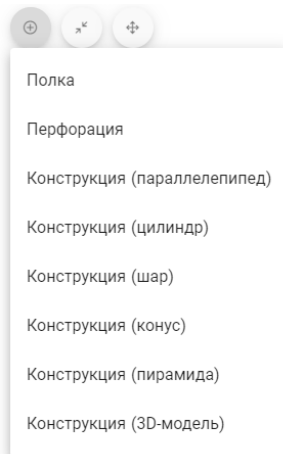 Полка
Перфорация
Конструкция (параллелепипед)
Конструкция (цилиндр)
Конструкция (шар)
Конструкция (конус)
Конструкция (пирамида)
Конструкция (3D-модель)